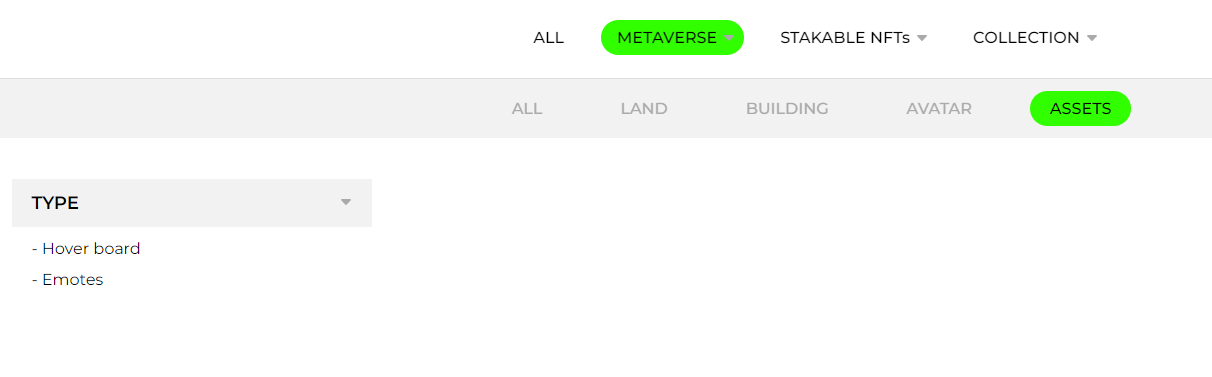 ALL METAVERSE STAKABLE NFTs COLLECTION
ALL LAND BUILDING AVATAR ASSETS
TYPE
- Hover board
- Emotes